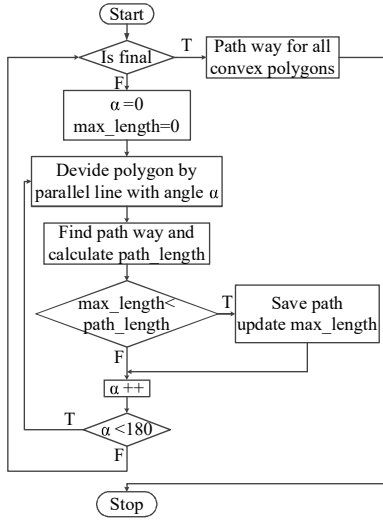 Start
Is final
T
Path way for all
convex polygons
F
α =0
max_length=0
Devide polygon by
parallel line with angle α
Find path way and
calculate path_length
max_length<
path_length
T
Save path
update max_length
F
α ++
T
α <180
F
Stop